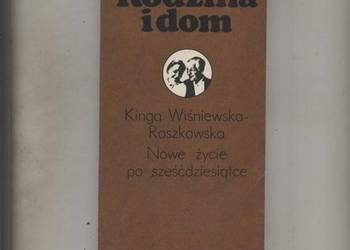 Rodzina
i dom
Kinga Wiśniewska-
Roszkowska
Nowe życie
po sześćdziesiątce